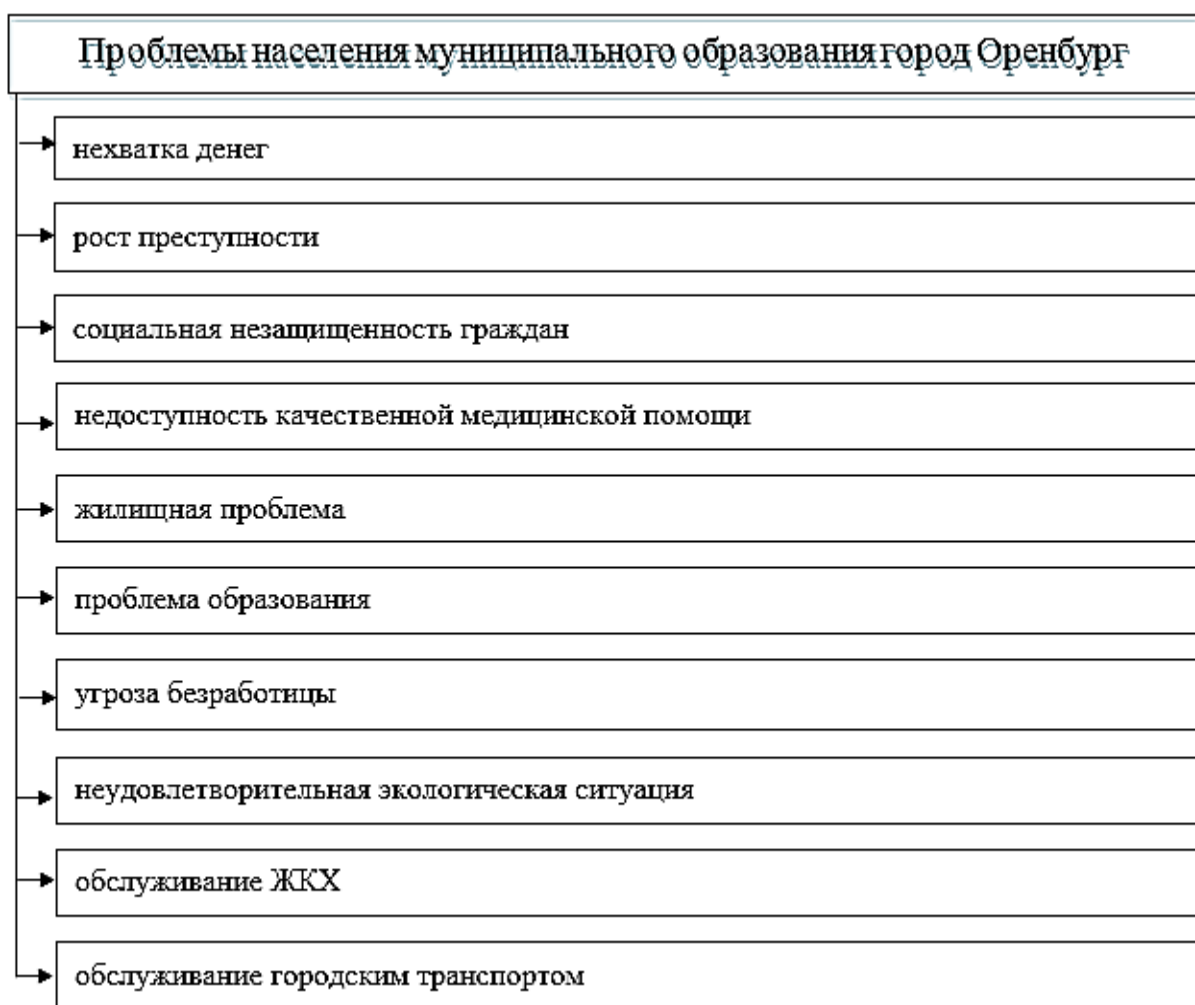 Проблемы населения муниципального образования город Оренбург
нехватка денег
рост преступности
социальная незащищенность граждан
недоступность качественной медицинской помощи
жилищная проблема
проблема образования
угроза безработицы
неудовлетворительная экологическая ситуация
обслуживание ЖКХ
обслуживание городским транспортом